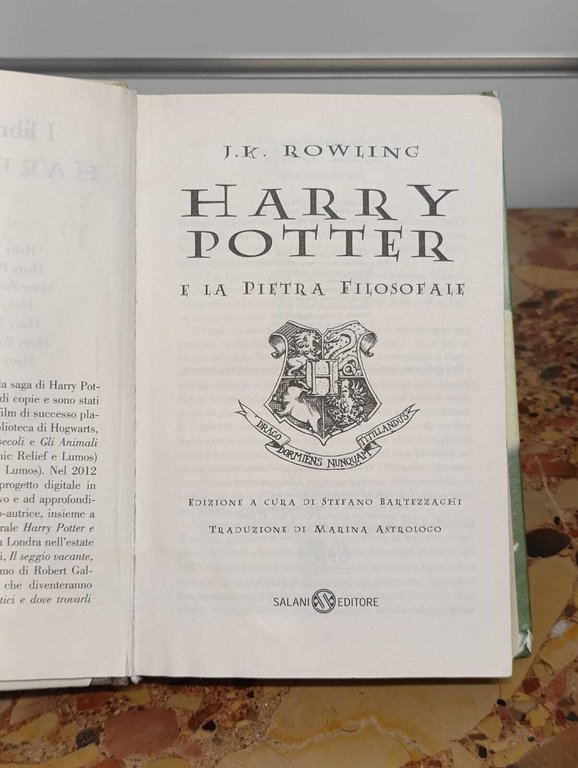 la saga di Harry Pot-
di copie e sono stati
film di successo pla-
blioteca di Hogwarts,
secoli e Gli Animali
nic Relief e Lumos)
Lumos). Nel 2012
progetto digitale in
vo e ad approfondi-
o-autrice, insieme a
rale Harry Potter e
a Londra nell'estate
i, Il seggio vacante,
mo di Robert Gal-
che diventeranno
tici e dove trovarli
J.K. ROWLING
HARRY
POTTER
E LA PIETRA FILOSOFALE
H
DRACO DORMIENS NUNQUAM TITILLANDUS
EDIZIONE A CURA DI STEFANO BARTEZZAGHI
TRADUZIONE DI MARINA ASTROLOGO
SALANI EDITORE